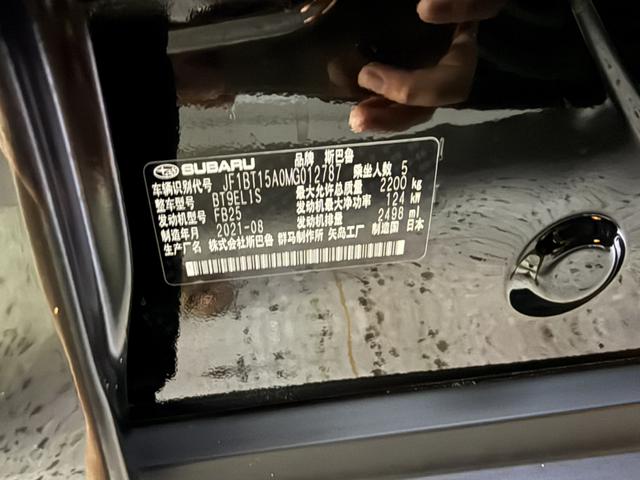 SUBARU 品牌 斯巴鲁
车辆识别代号 JF1BT15A0MG012787 乘坐人数 5
整车型号 BT9EL1S 最大允许总质量 2200 kg
发动机型号 FB25 发动机最大净功率 124 kW
制造年月 2021-08 发动机排量 2498 ml
生产厂名 株式会社斯巴鲁 群马制作所 矢岛工厂 制造国 日本